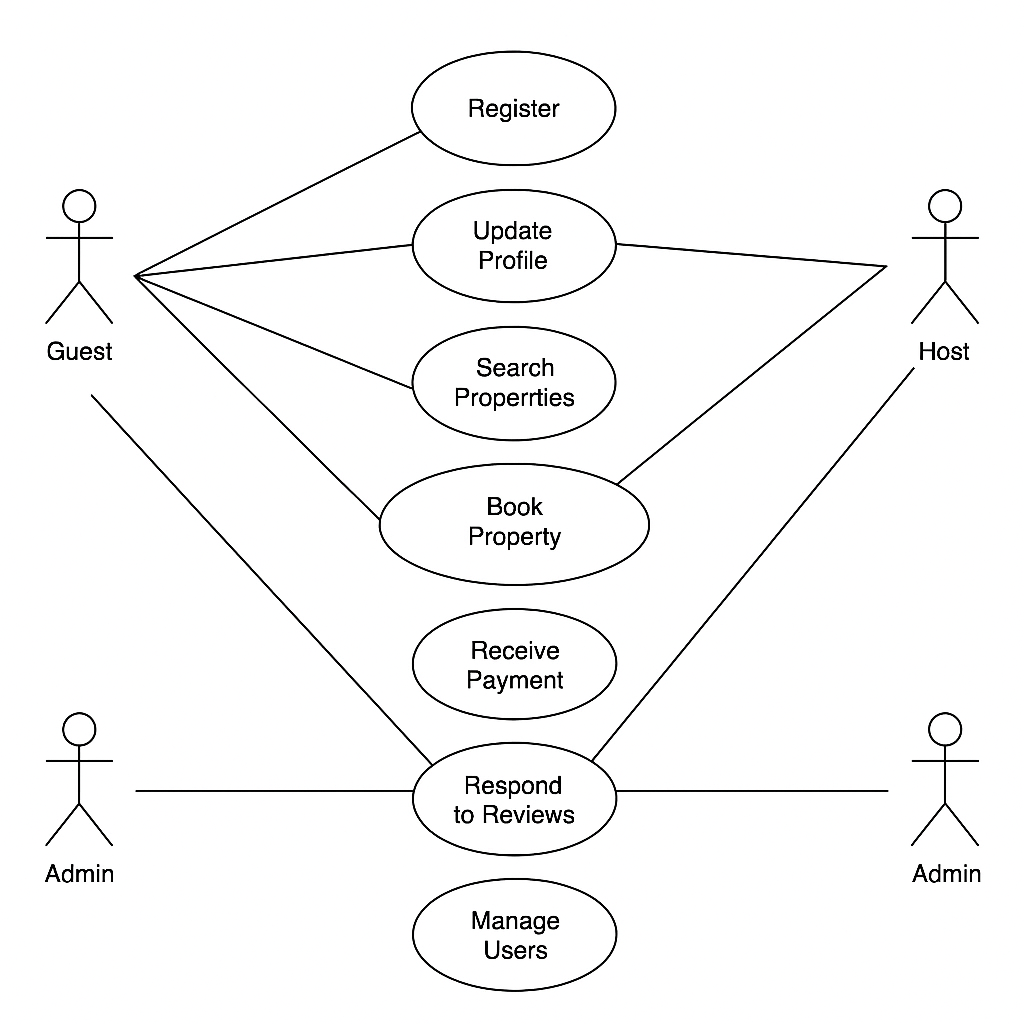 Register
Update
Profile
Guest
Host
Search
Properrties
Book
Property
Receive
Payment
Respond
to Reviews
Admin
Admin
Manage
Users